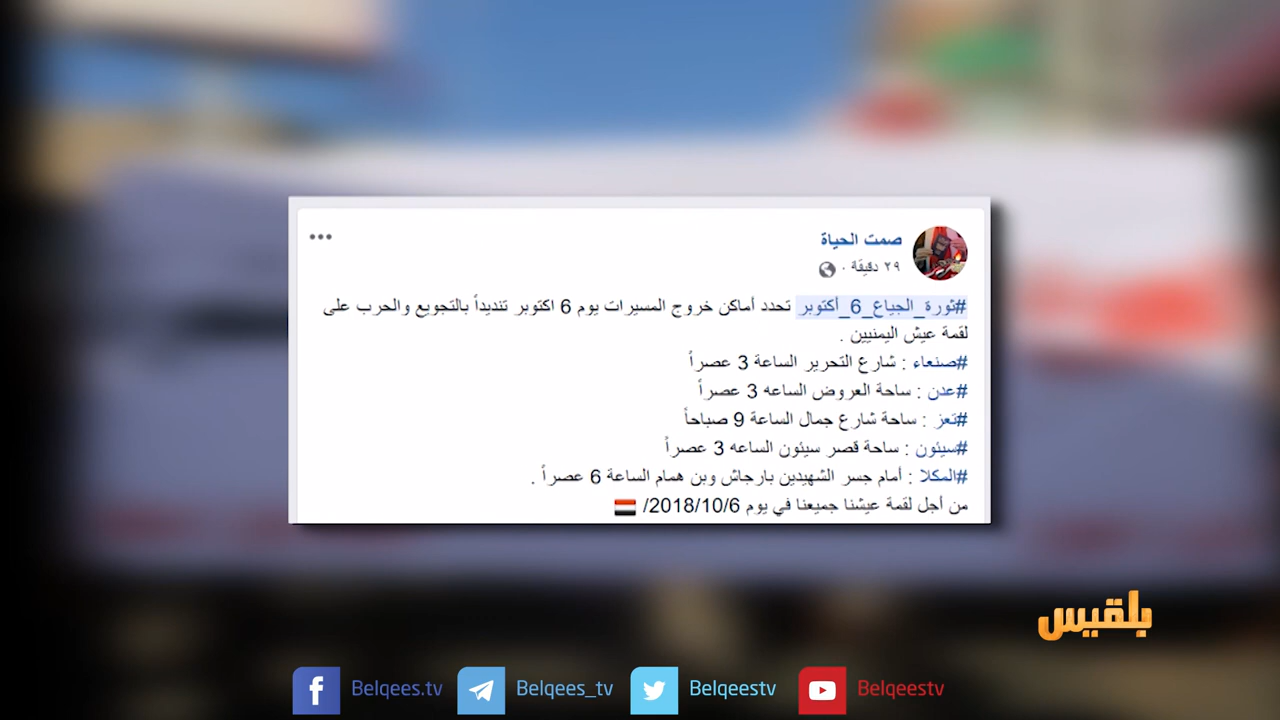 صمت الحياة
٢٩ دقيقة ·
#ثورة_الجياع_6_أكتوبر تحدد أماكن خروج المسيرات يوم 6 اكتوبر تنديداً بالتجويع والحرب على
لقمة عيش اليمنيين .
#صنعاء : شارع التحرير الساعة 3 عصراً
#عدن : ساحة العروض الساعه 3 عصراً
#تعز : ساحة شارع جمال الساعة 9 صباحاً
#سيئون : ساحة قصر سيئون الساعه 3 عصراً
#المكلا : أمام جسر الشهيدين بارجاش وبن همام الساعة 6 عصراً .
من أجل لقمة عيشنا جميعنا في يوم 2018/10/6/
بلقيس
Belqees.tv Belqees_tv Belqeestv Belqeestv